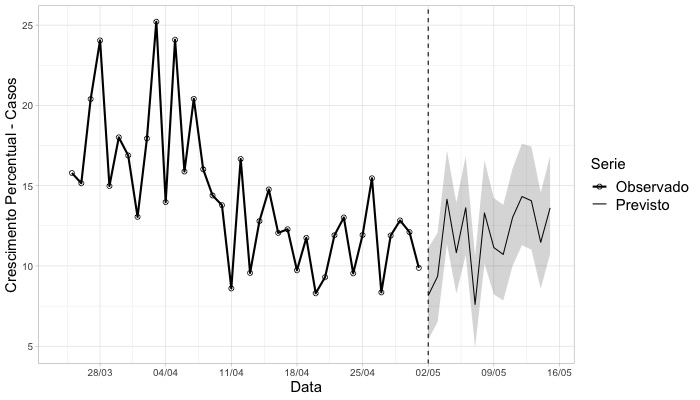 Crescimento Percentual - Casos
25
20
15
10
5
28/03 04/04 11/04 18/04 25/04 02/05 09/05 16/05
Data
Serie
Observado
Previsto